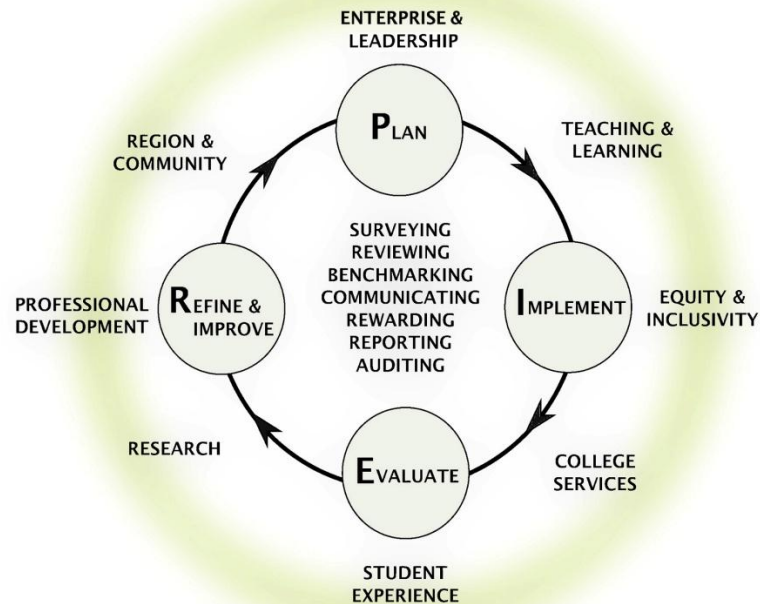 ENTERPRISE &
LEADERSHIP
PLAN
REGION &
COMMUNITY
TEACHING &
LEARNING
SURVEYING
REVIEWING
BENCHMARKING
COMMUNICATING
REWARDING
REPORTING
AUDITING
PROFESSIONAL
DEVELOPMENT
REFINE &
IMPROVE
IMPLEMENT
EQUITY &
INCLUSIVITY
RESEARCH
EVALUATE
COLLEGE
SERVICES
STUDENT
EXPERIENCE